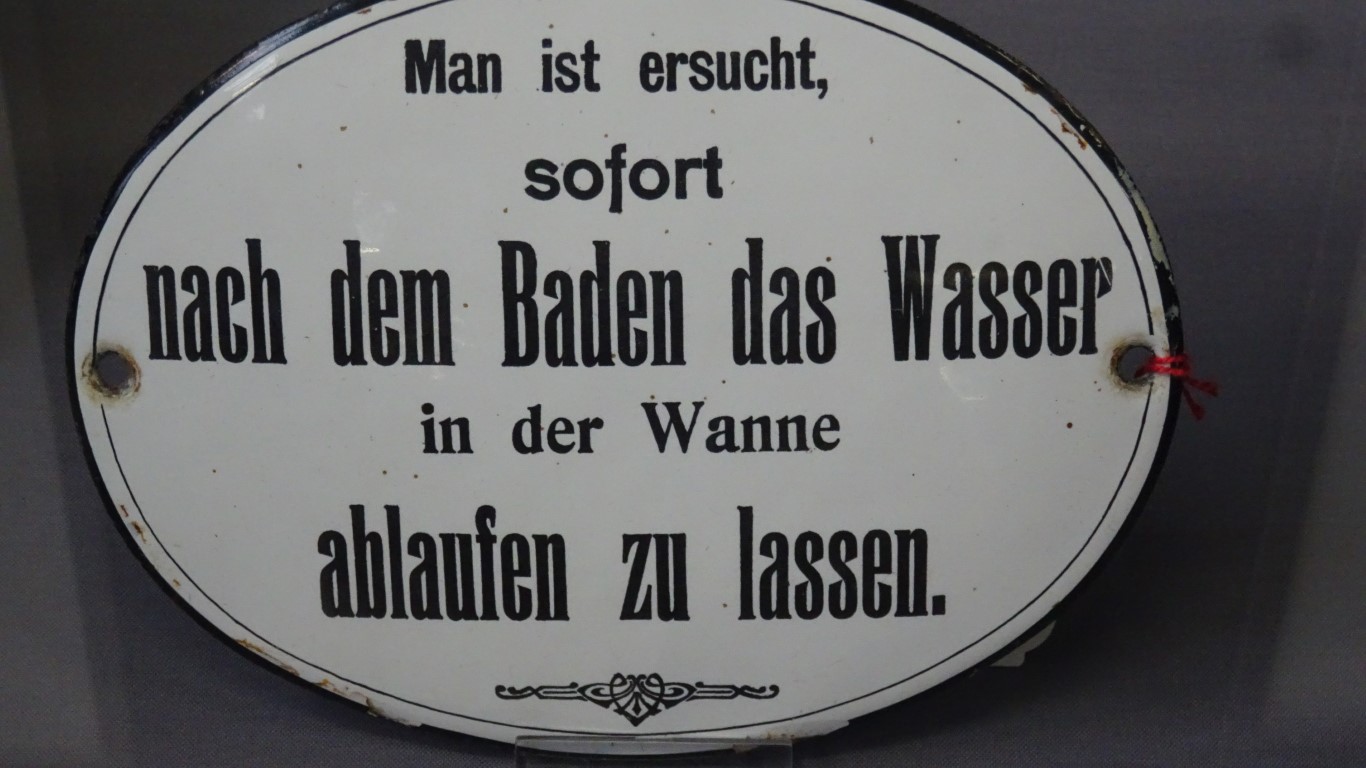 Man ist ersucht,
sofort
nach dem Baden das Wasser
in der Wanne
ablaufen zu lassen.